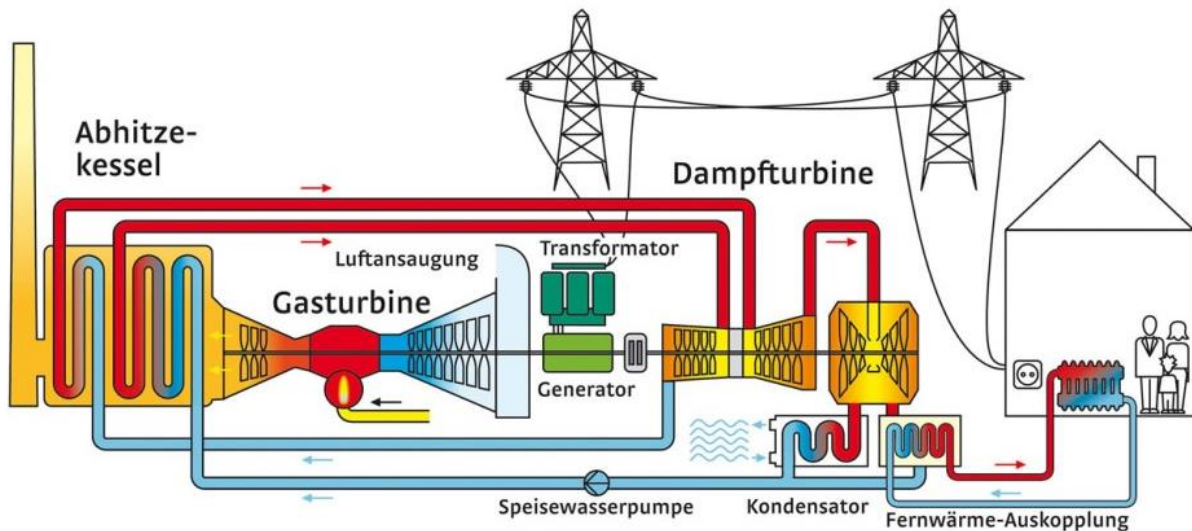 Abhitze-
kessel
Dampfturbine
Luftansaugung
Transformator
Gasturbine
Generator
Speisewasserpumpe
Kondensator
Fernwärme-Auskopplung